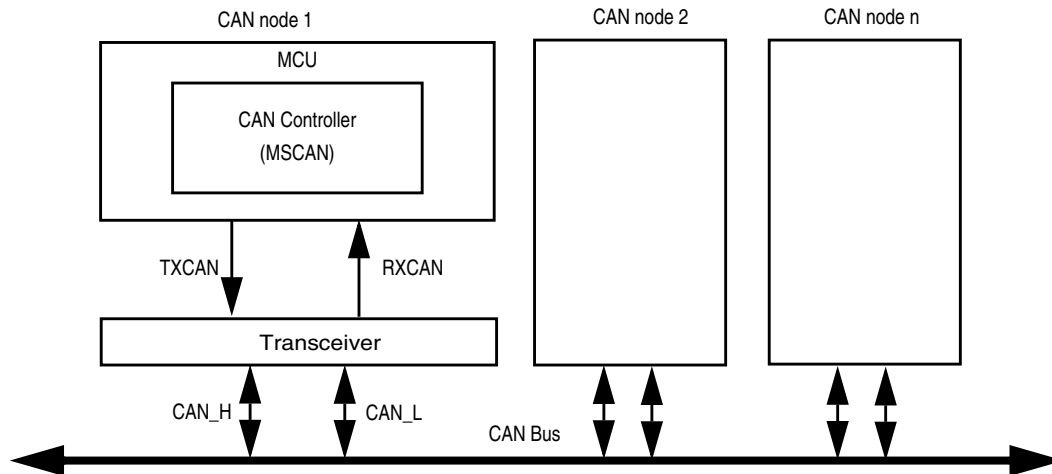 CAN node 1
CAN node 2
CAN node n
MCU
CAN Controller
(MSCAN)
TXCAN
RXCAN
Transceiver
CAN_H
CAN_L
CAN Bus